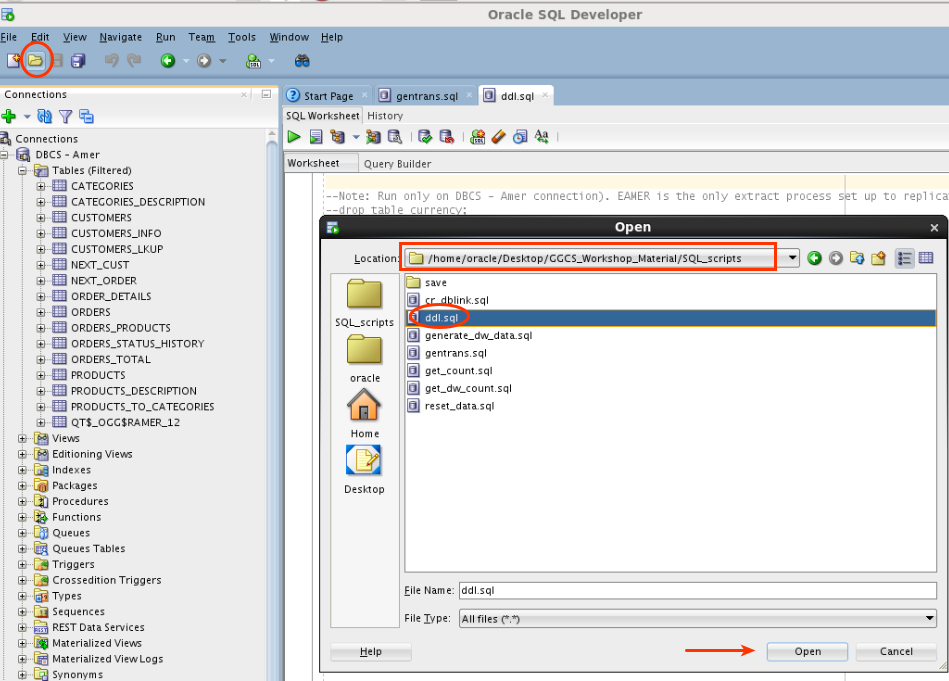 Oracle SQL Developer
File Edit View Navigate Run Team Tools Window Help
Connections
Start Page
gentrans.sql
ddl.sql
SQL Worksheet History
Worksheet Query Builder
Connections
DBCS - Amer
Tables (Filtered)
CATEGORIES
CATEGORIES_DESCRIPTION
CUSTOMERS
CUSTOMERS_INFO
CUSTOMERS_LKUP
NEXT_CUST
NEXT_ORDER
ORDER_DETAILS
ORDERS
ORDERS_PRODUCTS
ORDERS_STATUS_HISTORY
ORDERS_TOTAL
PRODUCTS
PRODUCTS_DESCRIPTION
PRODUCTS_TO_CATEGORIES
QT$_OGG$RAMER_12
Views
Editioning Views
Indexes
Packages
Procedures
Functions
Queues
Queues Tables
Triggers
Crossedition Triggers
Types
Sequences
REST Data Services
Materialized Views
Materialized View Logs
Synonyms
--Note: Run only on DBCS - Amer connection). EAMER is the only extract process set up to replica
--drop table currency;
Open
Location: /home/oracle/Desktop/GGCS_Workshop_Material/SQL_scripts
SQL_scripts
oracle
Home
Desktop
save
cr_dblink.sql
ddl.sql
generate_dw_data.sql
gentrans.sql
get_count.sql
get_dw_count.sql
reset_data.sql
File Name: ddl.sql
File Type: All files (*.*)
Help Open Cancel